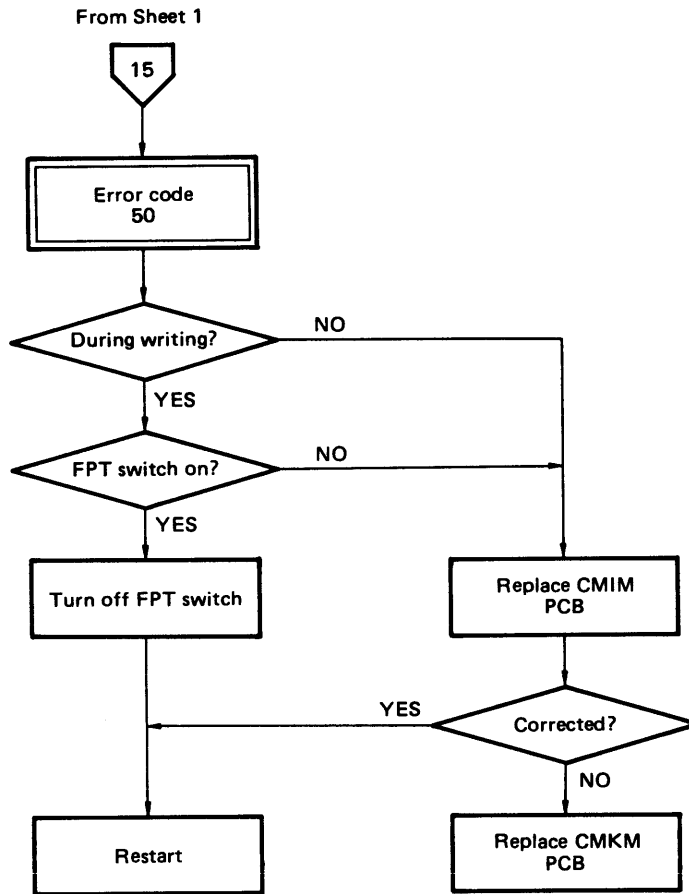 From Sheet 1
15
Error code
50
During writing?
NO
YES
FPT switch on?
NO
YES
Turn off FPT switch
Replace CMIM
PCB
YES
Corrected?
NO
Restart
Replace CMKM
PCB